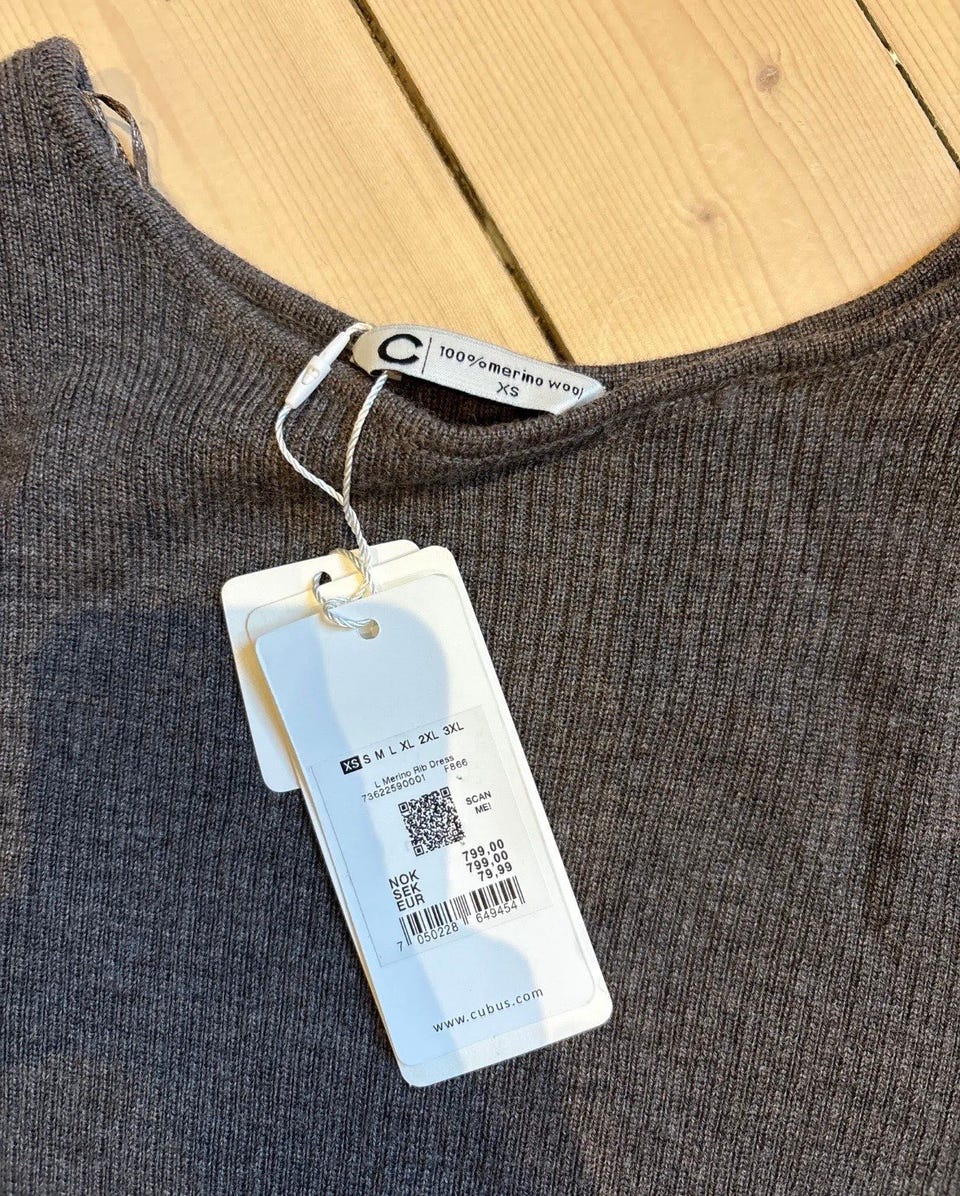 C 100%merino wool
XS
XS S M L XL 2XL 3XL
L Merino Rib Dress
73622590001 F866
SCAN
ME!
NOK 799,00
SEK 799,00
EUR 79,99
7 050228 649454
www.cubus.com